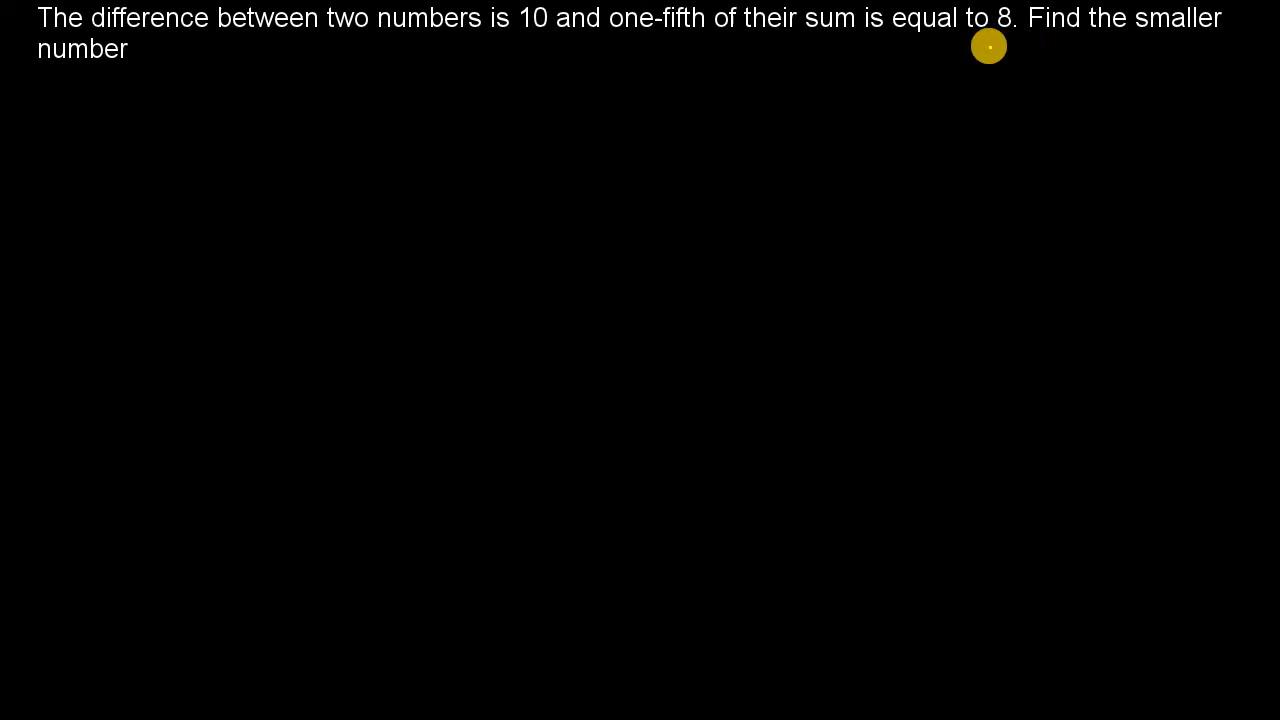 The difference between two numbers is 10 and one-fifth of their sum is equal to 8. Find the smaller
number